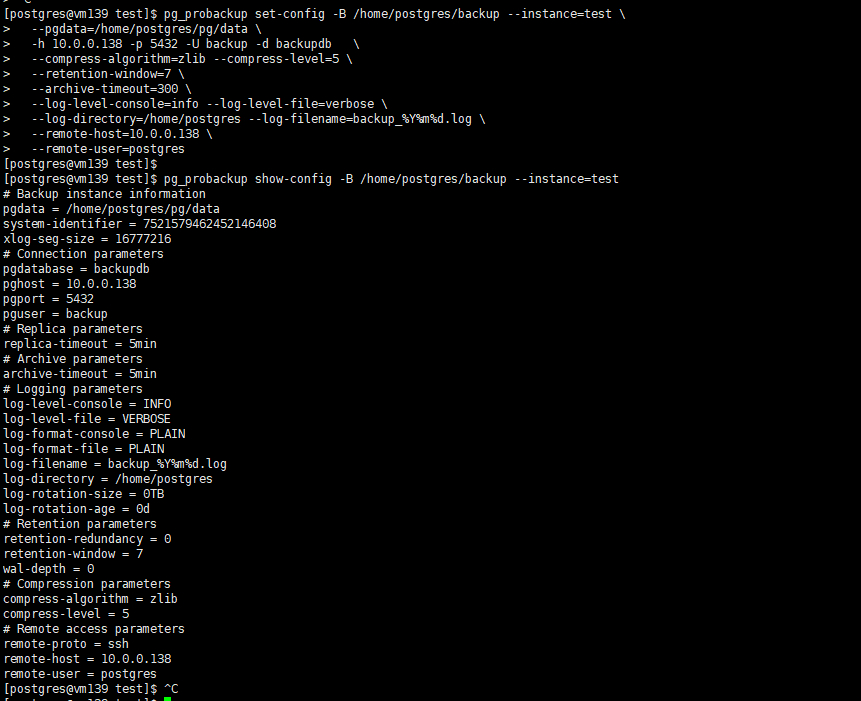 [postgres@vm139 test]$ pg_probackup set-config -B /home/postgres/backup --instance=test \
>   --pgdata=/home/postgres/pg/data \
>   -h 10.0.0.138 -p 5432 -U backup -d backupdb   \
>   --compress-algorithm=zlib --compress-level=5 \
>   --retention-window=7 \
>   --archive-timeout=300 \
>   --log-level-console=info --log-level-file=verbose \
>   --log-directory=/home/postgres --log-filename=backup_%Y%m%d.log \
>   --remote-host=10.0.0.138 \
>   --remote-user=postgres
[postgres@vm139 test]$
[postgres@vm139 test]$ pg_probackup show-config -B /home/postgres/backup --instance=test
# Backup instance information
pgdata = /home/postgres/pg/data
system-identifier = 7521579462452146408
xlog-seg-size = 16777216
# Connection parameters
pgdatabase = backupdb
pghost = 10.0.0.138
pgport = 5432
pguser = backup
# Replica parameters
replica-timeout = 5min
# Archive parameters
archive-timeout = 5min
# Logging parameters
log-level-console = INFO
log-level-file = VERBOSE
log-format-console = PLAIN
log-format-file = PLAIN
log-filename = backup_%Y%m%d.log
log-directory = /home/postgres
log-rotation-size = 0TB
log-rotation-age = 0d
# Retention parameters
retention-redundancy = 0
retention-window = 7
wal-depth = 0
# Compression parameters
compress-algorithm = zlib
compress-level = 5
# Remote access parameters
remote-proto = ssh
remote-host = 10.0.0.138
remote-user = postgres
[postgres@vm139 test]$ ^C